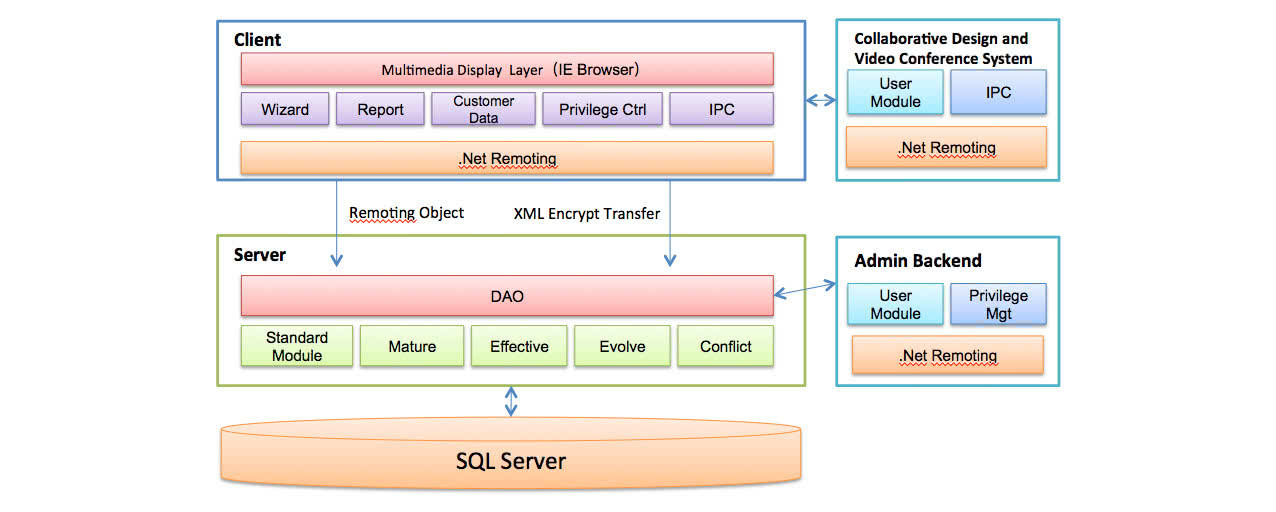 Client
Multimedia Display Layer（IE Browser）
Wizard
Report
Customer
Data
Privilege Ctrl
IPC
.Net Remoting
Collaborative Design and
Video Conference System
User
Module
IPC
.Net Remoting
Remoting Object
XML Encrypt Transfer
Server
DAO
Standard
Module
Mature
Effective
Evolve
Conflict
Admin Backend
User
Module
Privilege
Mgt
.Net Remoting
SQL Server